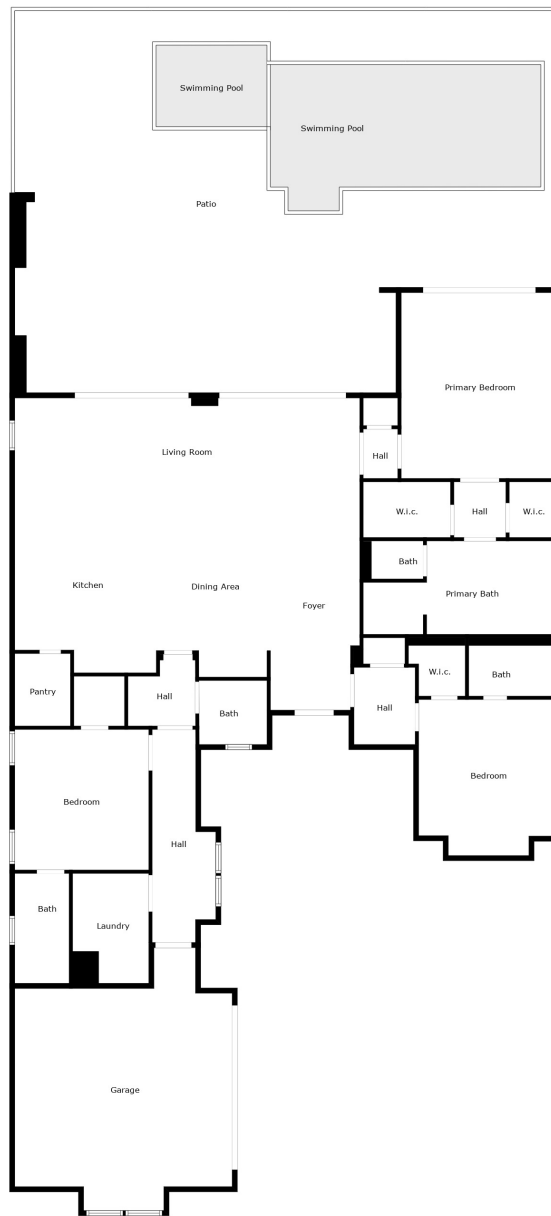 Swimming Pool
Swimming Pool
Patio
Primary Bedroom
Living Room
Hall
W.i.c.
Hall
W.i.c.
Bath
Kitchen
Dining Area
Primary Bath
Foyer
Pantry
Hall
W.i.c.
Bath
Bath
Hall
Bedroom
Bedroom
Hall
Bath
Laundry
Garage